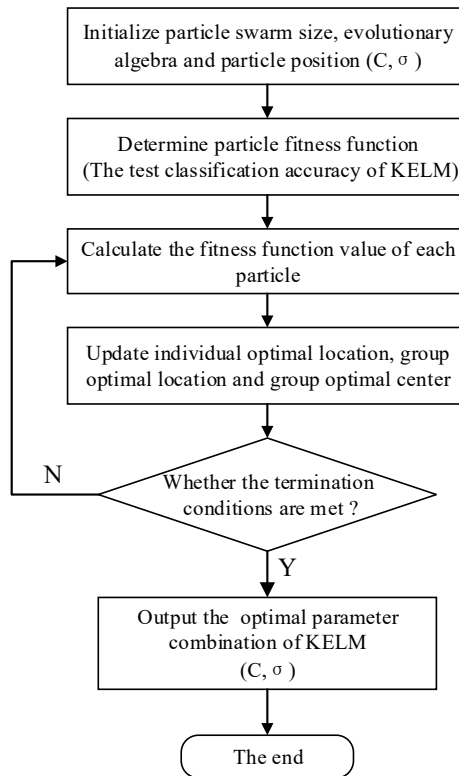 Initialize particle swarm size, evolutionary
algebra and particle position (C, σ )
Determine particle fitness function
(The test classification accuracy of KELM)
Calculate the fitness function value of each
particle
Update individual optimal location, group
optimal location and group optimal center
N
Whether the termination
conditions are met ?
Y
Output the optimal parameter
combination of KELM
(C, σ )
The end